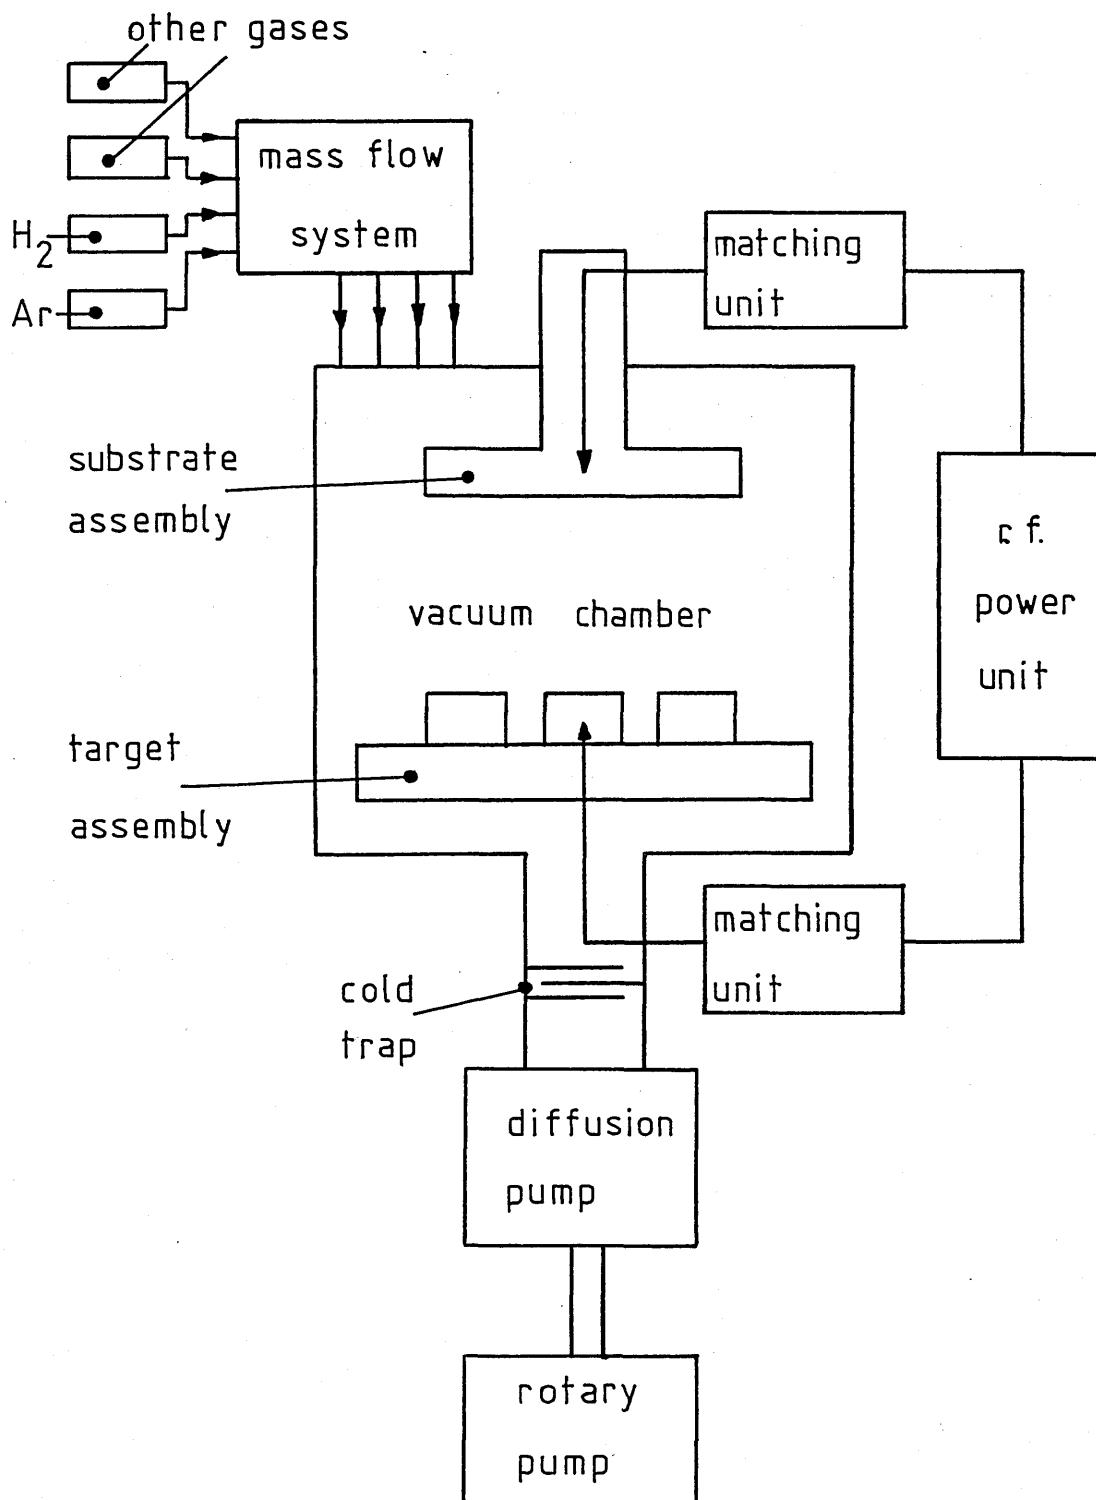 other gases
mass flow
system
H2
Ar
matching
unit
substrate
assembly
r.f.
power
unit
vacuum chamber
target
assembly
matching
unit
cold
trap
diffusion
pump
rotary
pump